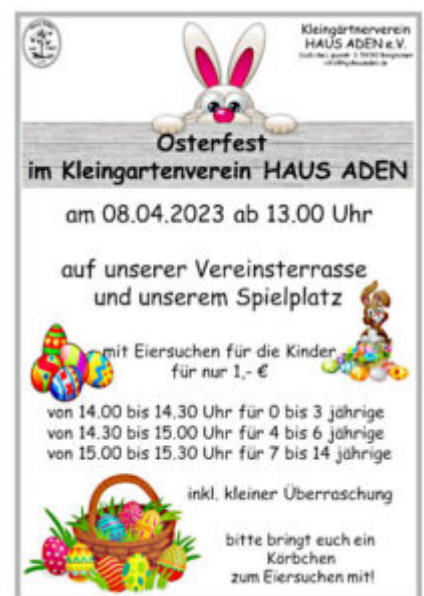 Kleingärtnerverein
HAUS ADEN e.V.
Osterfest
im Kleingartenverein HAUS ADEN
am 08.04.2023 ab 13.00 Uhr
auf unserer Vereinsterrasse
und unserem Spielplatz
mit Eiersuchen für die Kinder
für nur 1,- €
von 14.00 bis 14.30 Uhr für 0 bis 3 jährige
von 14.30 bis 15.00 Uhr für 4 bis 6 jährige
von 15.00 bis 15.30 Uhr für 7 bis 14 jährige
inkl. kleiner Überraschung
bitte bringt euch ein
Körbchen
zum Eiersuchen mit!